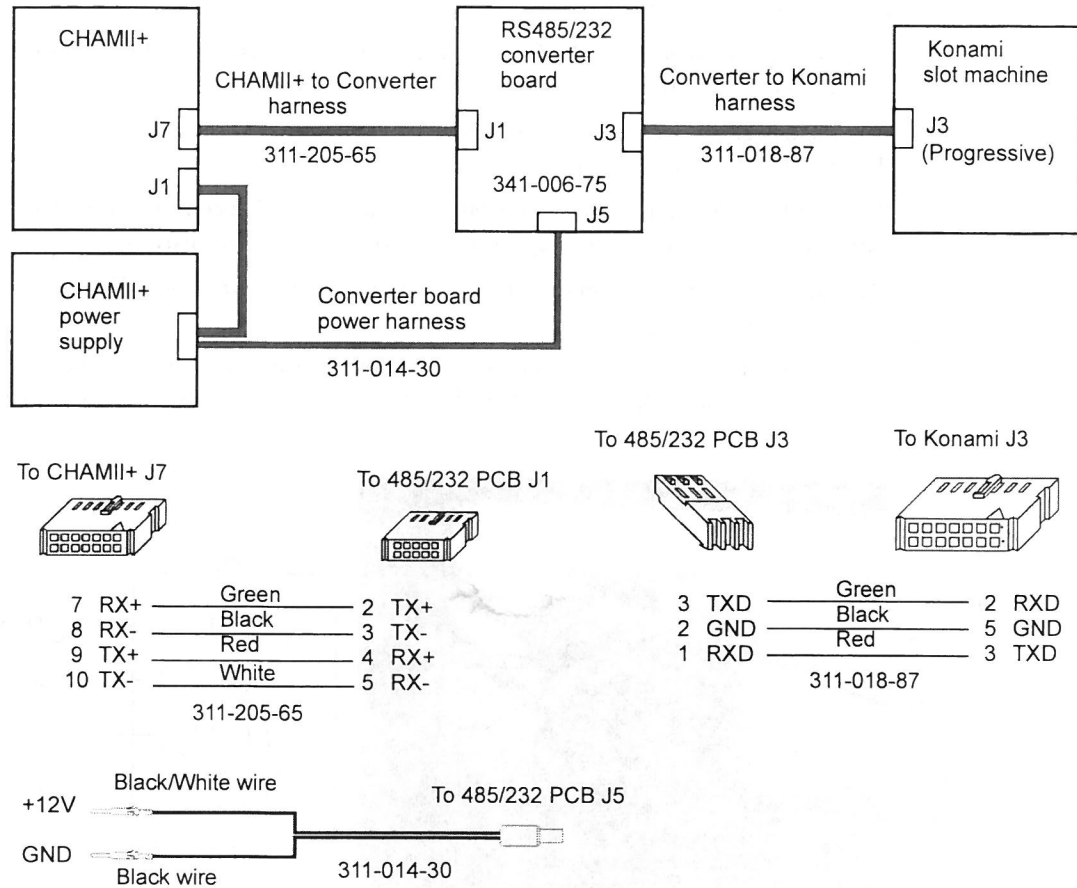 CHAMII+
RS485/232
converter
board
Konami
slot machine
CHAMII+ to Converter
harness
Converter to Konami
harness
J7
J1
J3
J3
(Progressive)
311-205-65
311-018-87
J1
341-006-75
J5
CHAMII+
power
supply
Converter board
power harness
311-014-30
To CHAMII+ J7
To 485/232 PCB J1
To 485/232 PCB J3
To Konami J3
7 RX+ Green 2 TX+
8 RX- Black 3 TX-
9 TX+ Red 4 RX+
10 TX- White 5 RX-
311-205-65
3 TXD Green 2 RXD
2 GND Black 5 GND
1 RXD Red 3 TXD
311-018-87
Black/White wire
+12V
To 485/232 PCB J5
GND
Black wire
311-014-30